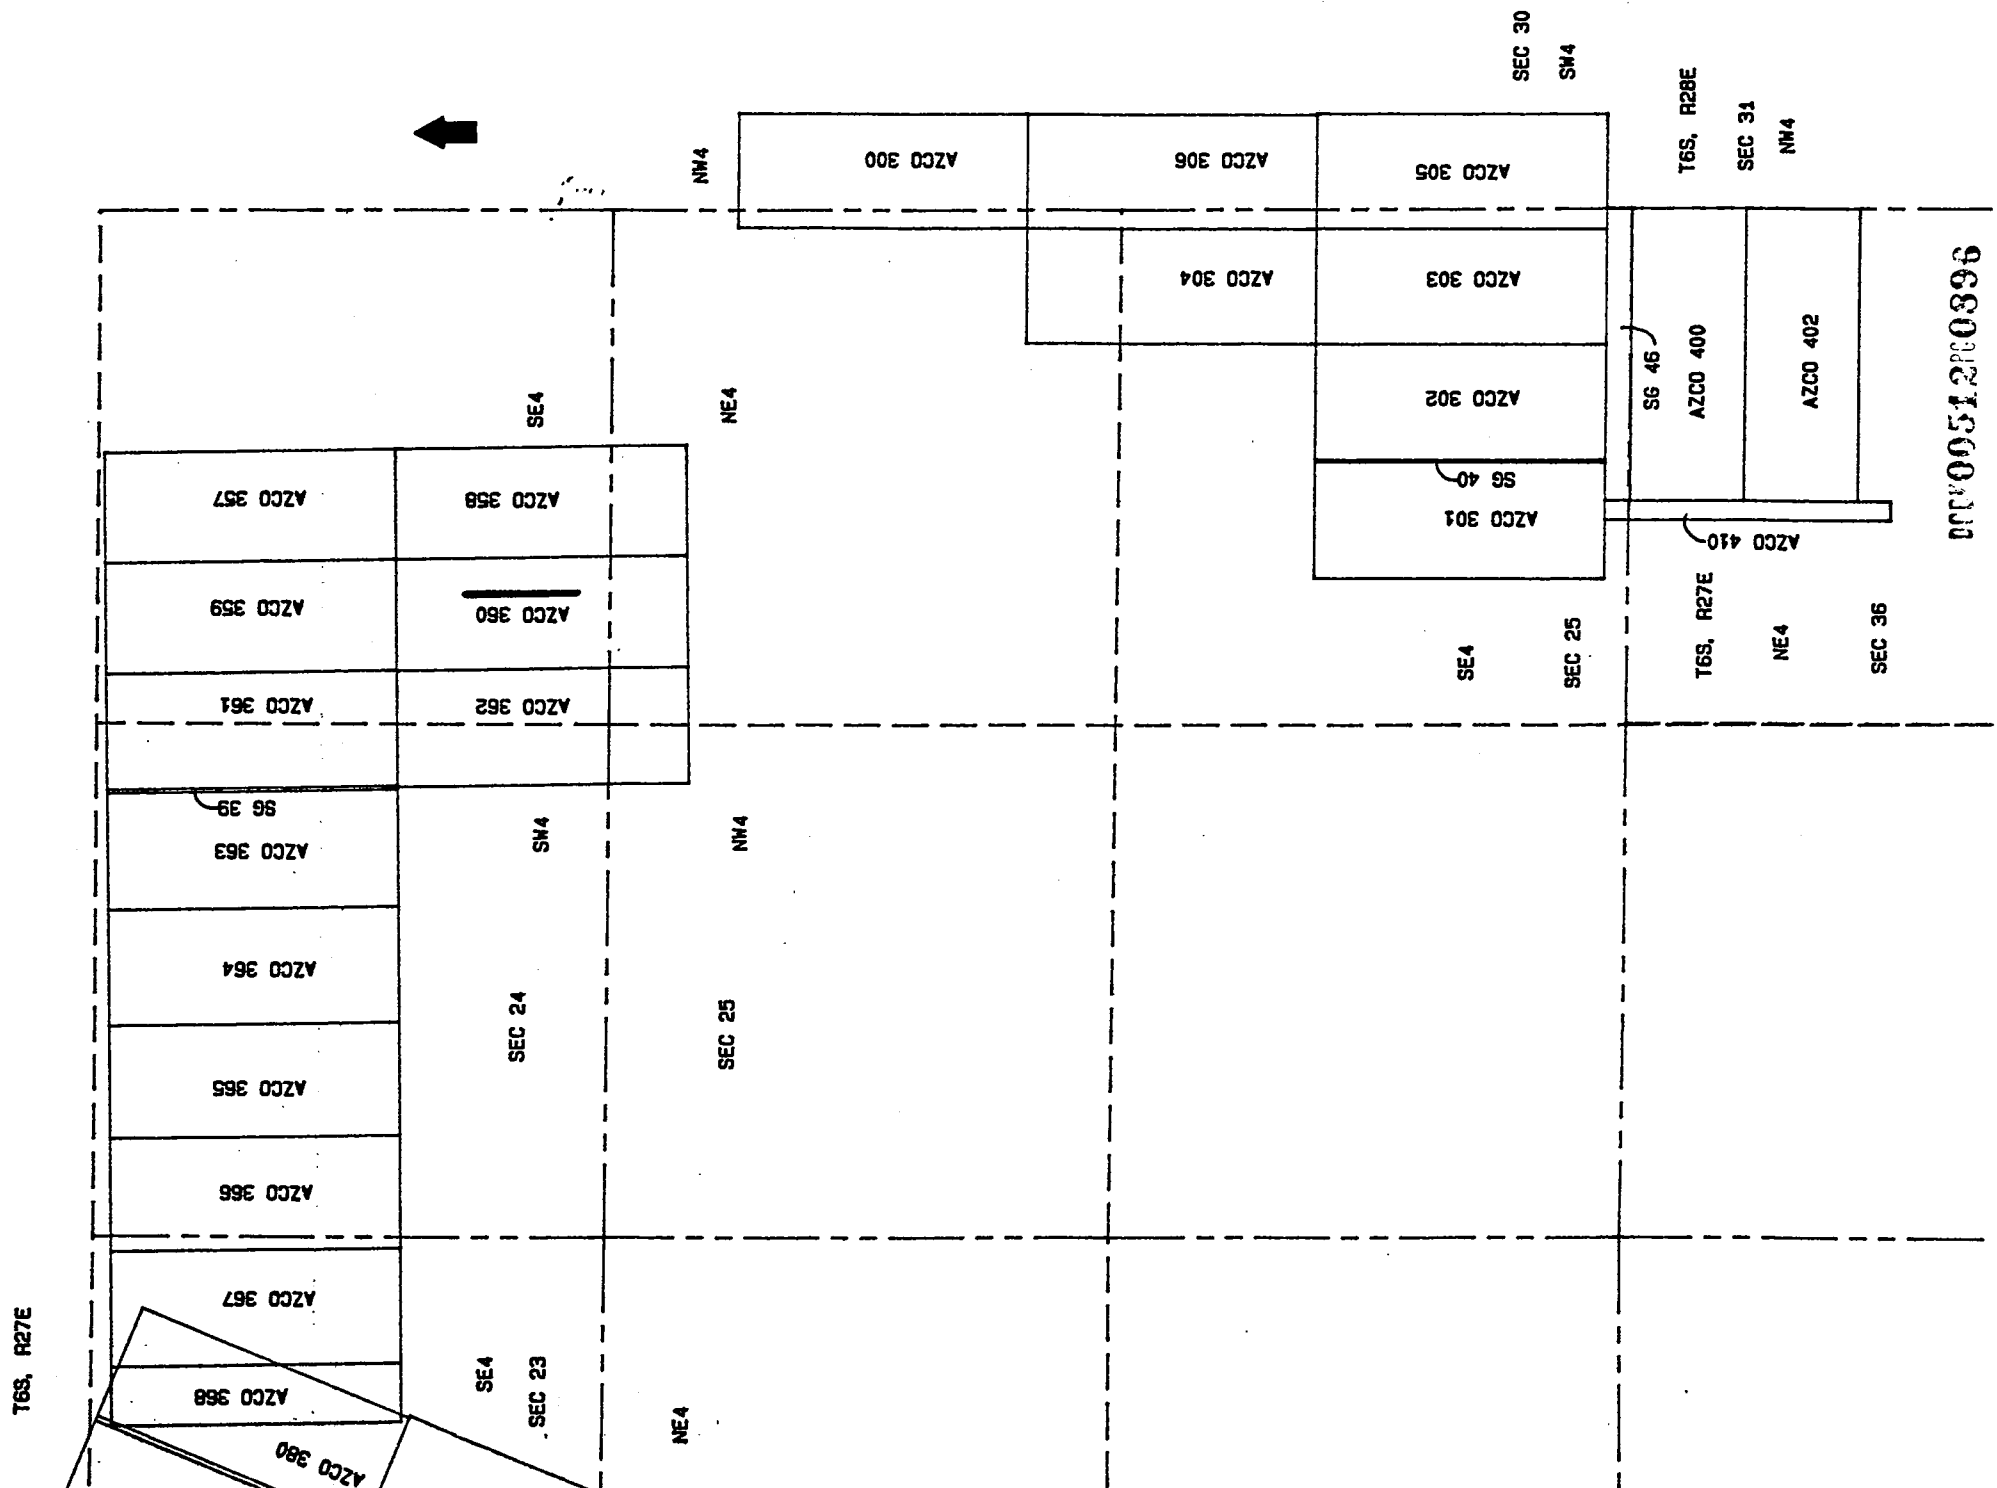 SEC 30
SW4
T6S, R28E
SEC 31
NW4
NW4
AZCO 300
AZCO 306
AZCO 305
AZCO 304
AZCO 303
AZCO 302
SG 40
AZCO 301
SG 46
AZCO 400
AZCO 402
AZCO 410
T6S, R27E
NE4
SEC 36
SE4
SEC 25
SE4
NE4
AZCO 357
AZCO 358
AZCO 359
AZCO 360
AZCO 361
AZCO 362
SG 39
AZCO 363
SW4
NW4
AZCO 364
SEC 24
SEC 25
AZCO 365
AZCO 366
AZCO 367
AZCO 368
AZCO 380
SE4
SEC 23
NE4
T6S, R27E